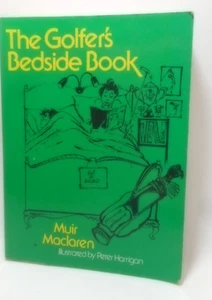 The Golfer's
Bedside Book
Muir
Maclaren
Illustrated by Peter Harrigan